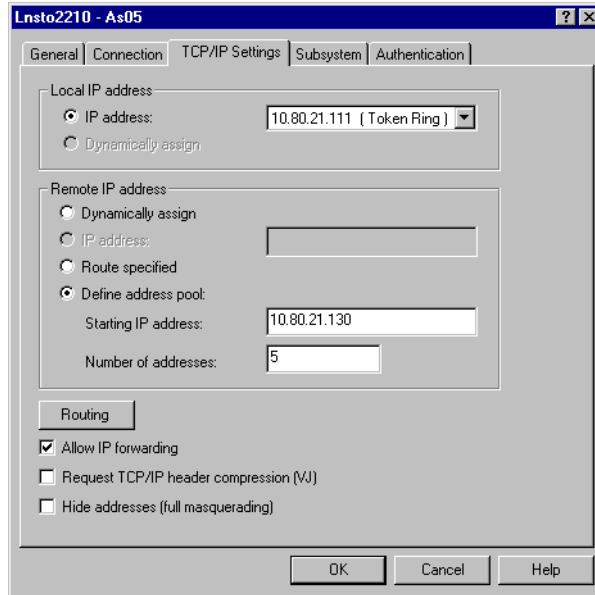 Lnsto2210 - As05
General Connection TCP/IP Settings Subsystem Authentication
Local IP address
IP address: 10.80.21.111 ( Token Ring )
Dynamically assign
Remote IP address
Dynamically assign
IP address:
Route specified
Define address pool:
Starting IP address: 10.80.21.130
Number of addresses: 5
Routing
Allow IP forwarding
Request TCP/IP header compression (VJ)
Hide addresses (full masquerading)
OK Cancel Help